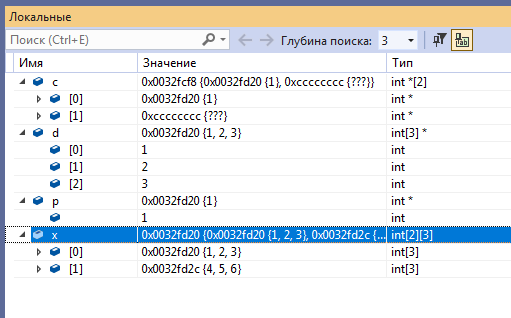 Локальные
Поиск (Ctrl+E) Глубина поиска: 3
Имя Значение Тип
c 0x0032fcf8 {0x0032fd20 {1}, 0xcccccccc {???}} int *[2]
[0] 0x0032fd20 {1} int *
[1] 0xcccccccc {???} int *
d 0x0032fd20 {1, 2, 3} int[3] *
[0] 1 int
[1] 2 int
[2] 3 int
p 0x0032fd20 {1} int *
1 int
x 0x0032fd20 {0x0032fd20 {1, 2, 3}, 0x0032fd2c {... int[2][3]
[0] 0x0032fd20 {1, 2, 3} int[3]
[1] 0x0032fd2c {4, 5, 6} int[3]